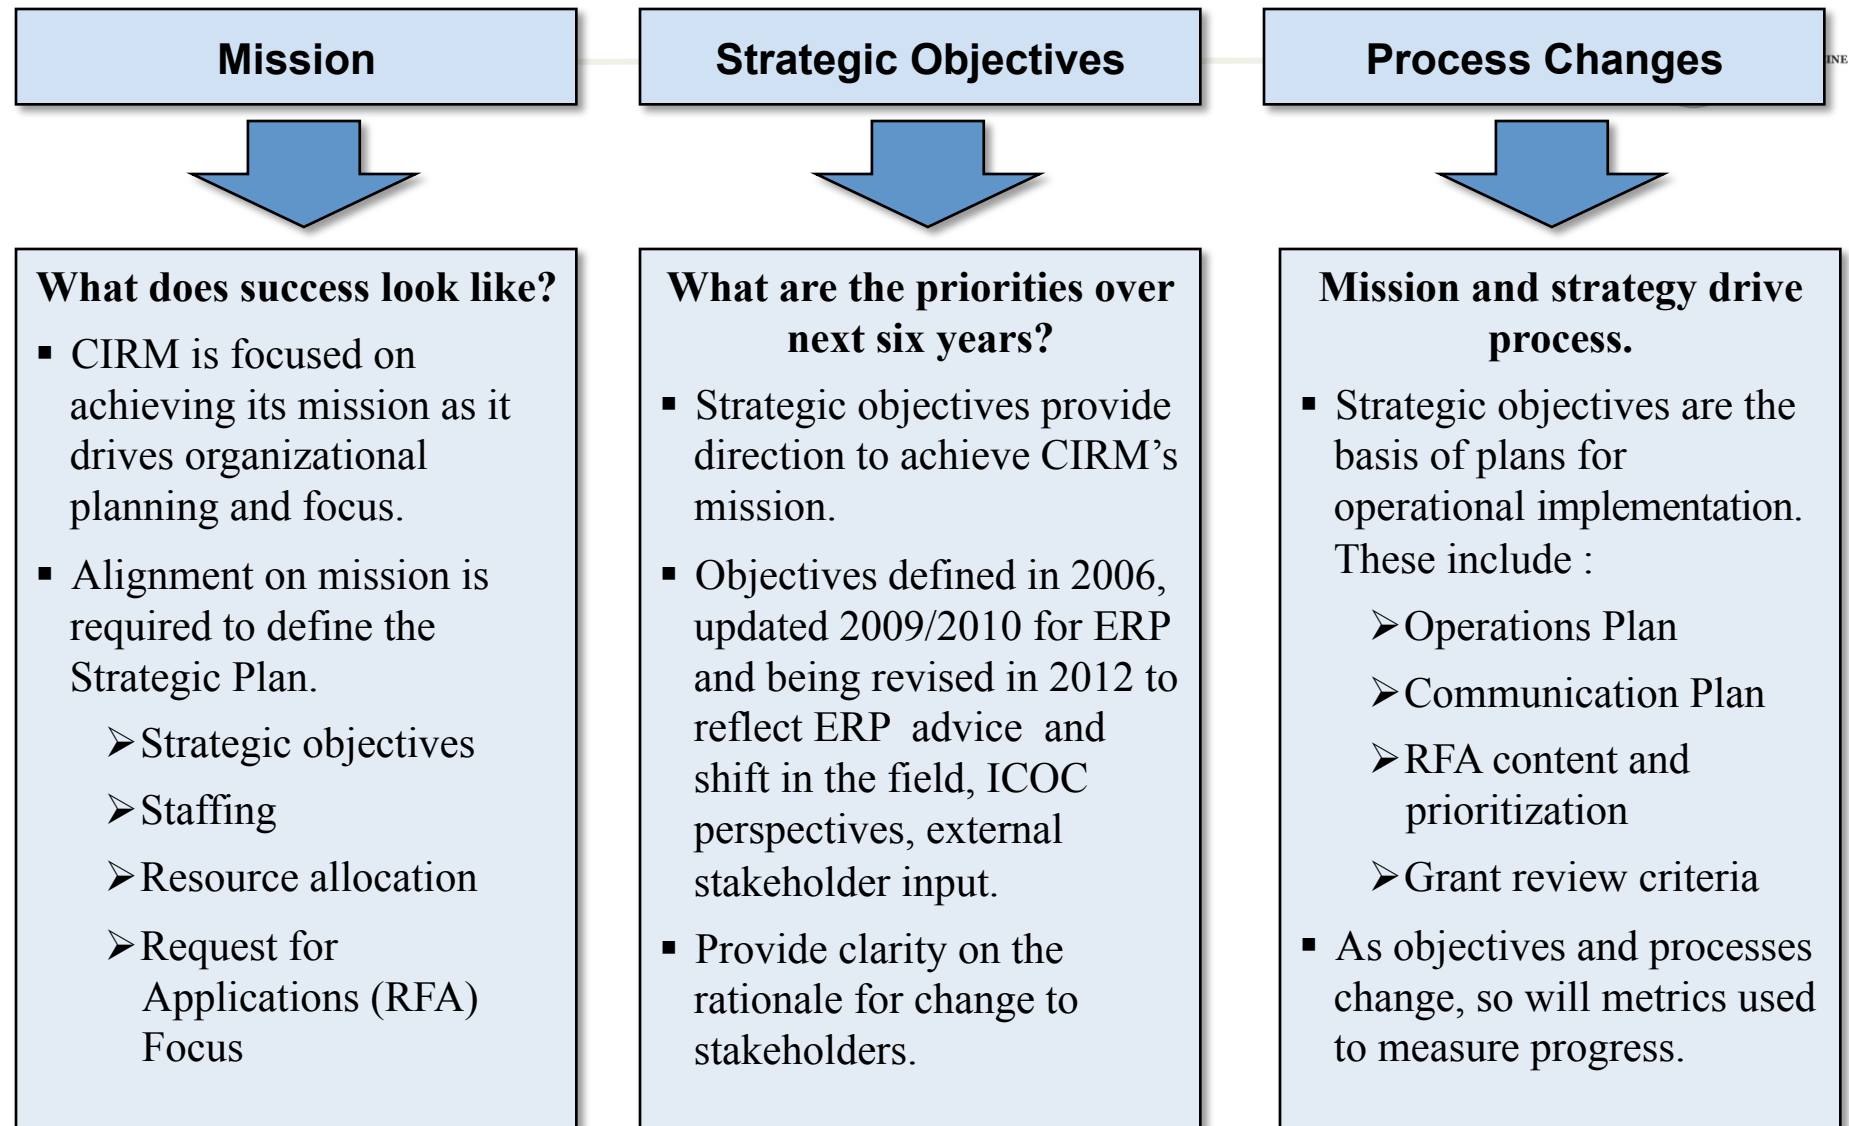 Mission
Strategic Objectives
Process Changes
INE
What does success look like?
▪ CIRM is focused on
achieving its mission as it
drives organizational
planning and focus.
▪ Alignment on mission is
required to define the
Strategic Plan.
➢Strategic objectives
➢Staffing
➢Resource allocation
➢Request for
Applications (RFA)
Focus
What are the priorities over
next six years?
▪ Strategic objectives provide
direction to achieve CIRM’s
mission.
▪ Objectives defined in 2006,
updated 2009/2010 for ERP
and being revised in 2012 to
reflect ERP  advice  and
shift in the field, ICOC
perspectives, external
stakeholder input.
▪ Provide clarity on the
rationale for change to
stakeholders.
Mission and strategy drive
process.
▪ Strategic objectives are the
basis of plans for
operational implementation.
These include :
➢Operations Plan
➢Communication Plan
➢RFA content and
prioritization
➢Grant review criteria
▪ As objectives and processes
change, so will metrics used
to measure progress.